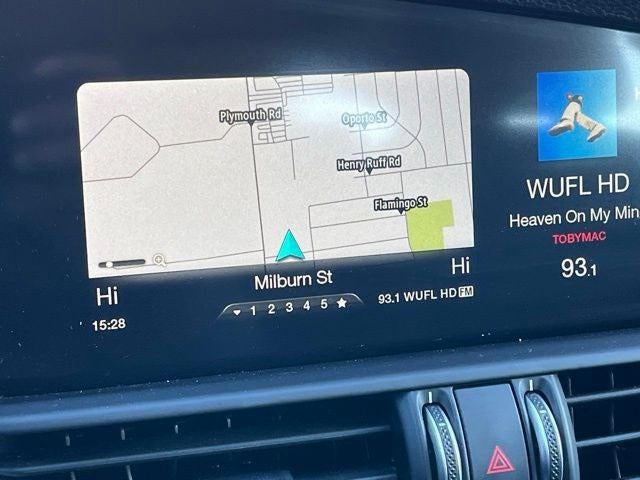 Plymouth Rd
Oporto St
Henry Ruff Rd
Flamingo St
Hi
Milburn St
Hi
15:28
1 2 3 4 5
93.1 WUFL HD FM
WUFL HD
Heaven On My Min
TOBYMAC
93.1